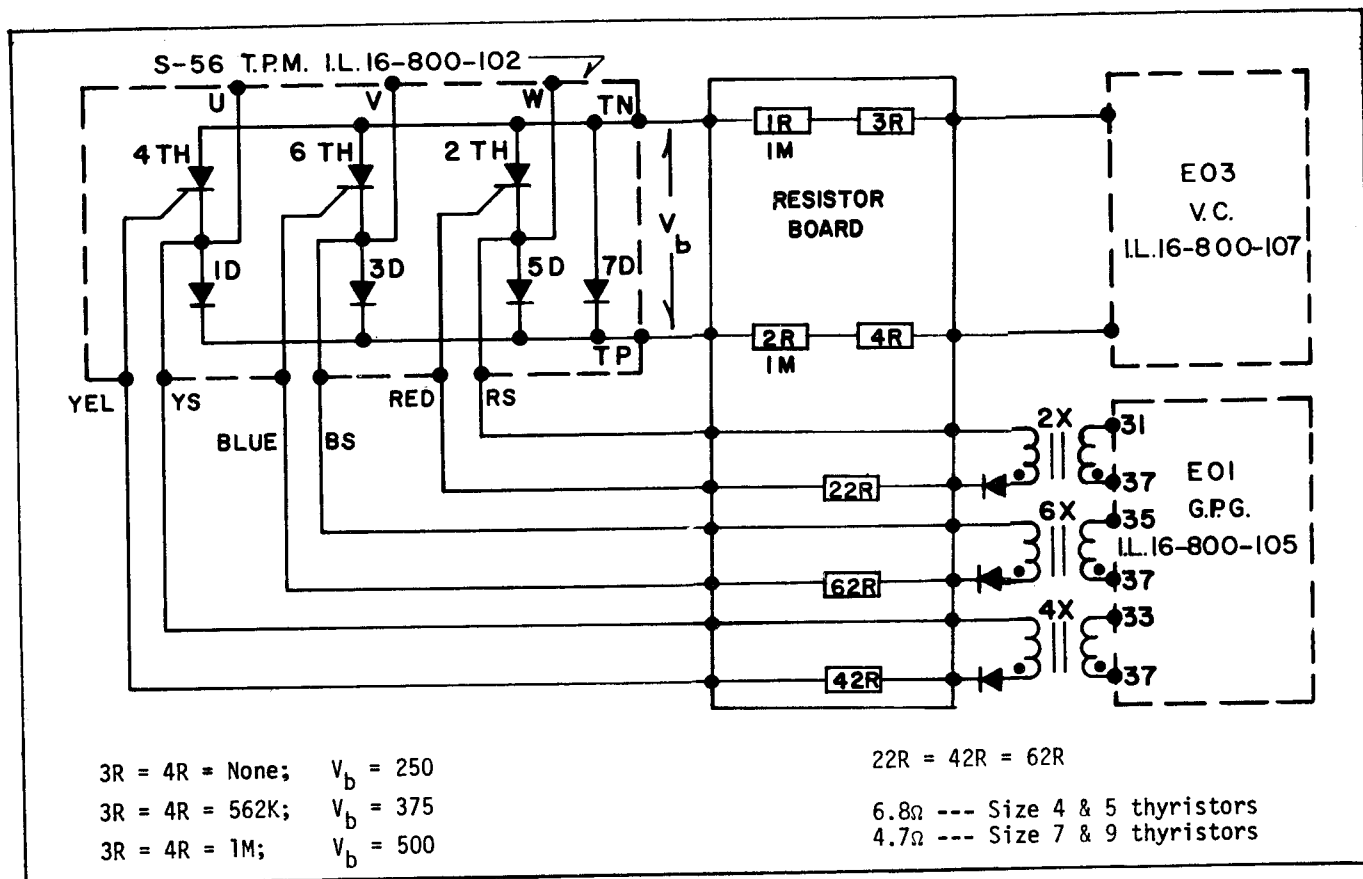 S-56 T.P.M. I.L.16-800-102
U
V
W
TN
4 TH
6 TH
2 TH
1D
3D
5D
7D
TP
V b
1R
3R
1M
RESISTOR
BOARD
2R
4R
1M
E03
V.C.
I.L.16-800-107
YEL
YS
BLUE
BS
RED
RS
2X
31
37
22R
6X
35
37
62R
4X
33
37
42R
E01
G.P.G.
I.L.16-800-105
3R = 4R = None; V b = 250
3R = 4R = 562K; V b = 375
3R = 4R = 1M; V b = 500
22R = 42R = 62R
6.8Ω --- Size 4 & 5 thyristors
4.7Ω --- Size 7 & 9 thyristors